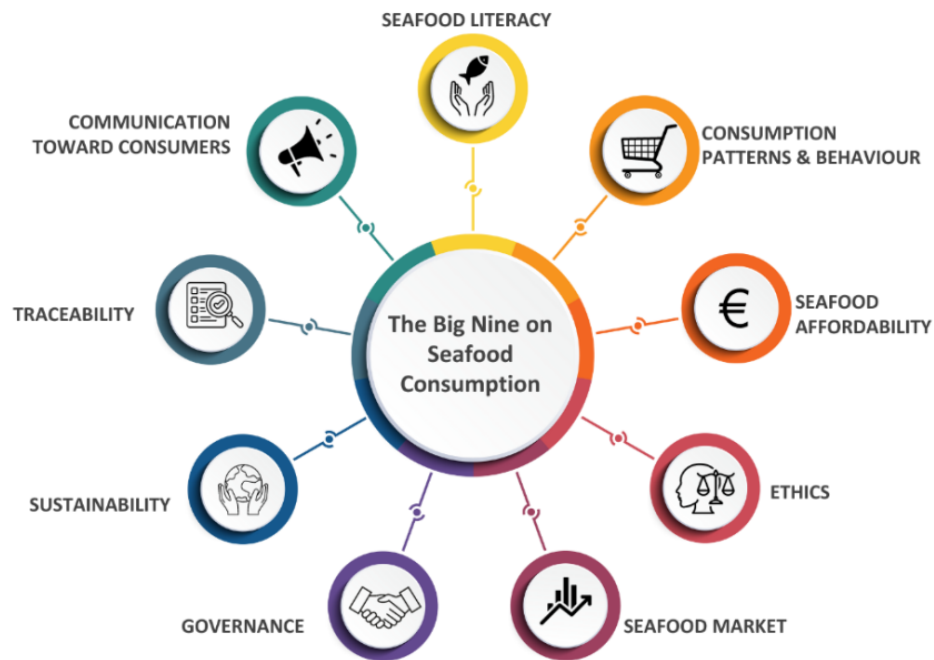 SEAFOOD LITERACY
CONSUMPTION
PATTERNS & BEHAVIOUR
SEAFOOD
AFFORDABILITY
ETHICS
SEAFOOD MARKET
GOVERNANCE
SUSTAINABILITY
TRACEABILITY
COMMUNICATION
TOWARD CONSUMERS
The Big Nine on
Seafood
Consumption
€